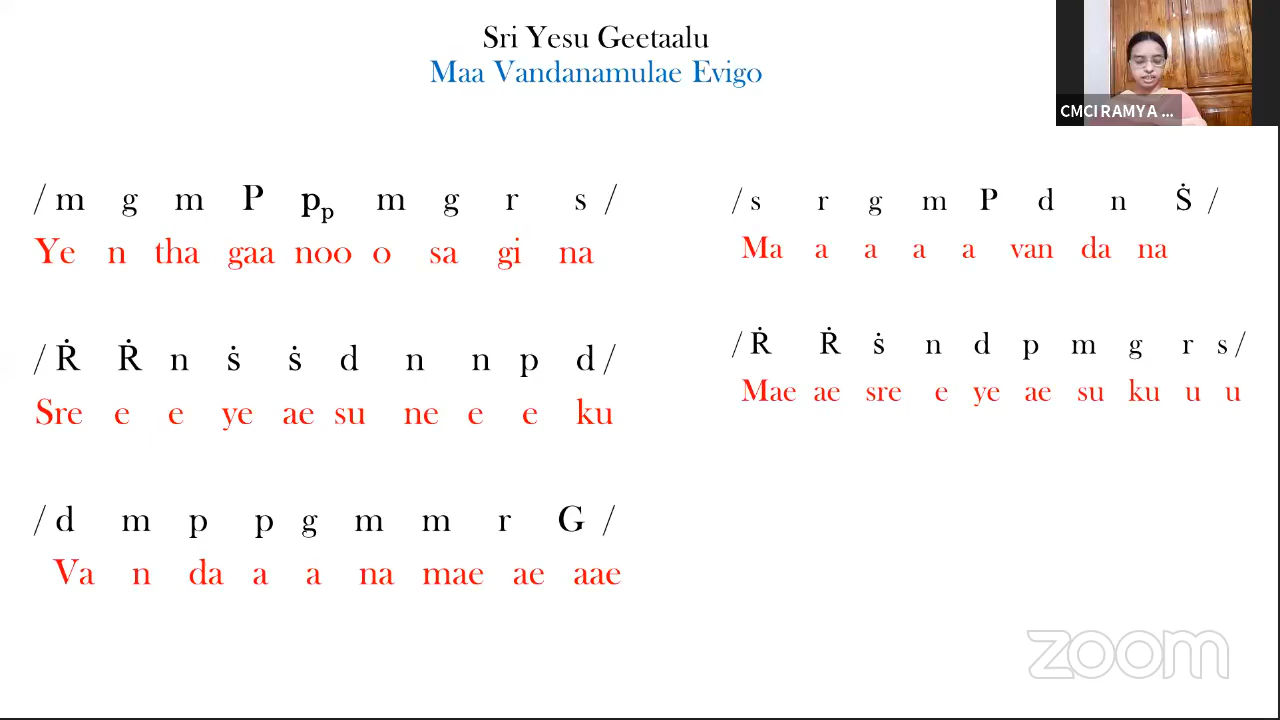 Sri Yesu Geetaalu
Maa Vandanamulae Evigo
CMCI RAMYA ...
/ m g m P pₚ m g r s /
Ye n tha gaa noo o sa gi na
/ Ṙ Ṙ n ṡ ṡ d n n p d /
Sre e e ye ae su ne e e ku
/ d m p p g m m r G /
Va n da a a na mae ae aae
/ s r g m P d n Ṡ /
Ma a a a a van da na
/ Ṙ Ṙ ṡ n d p m g r s /
Mae ae sre e ye ae su ku u u
zoom